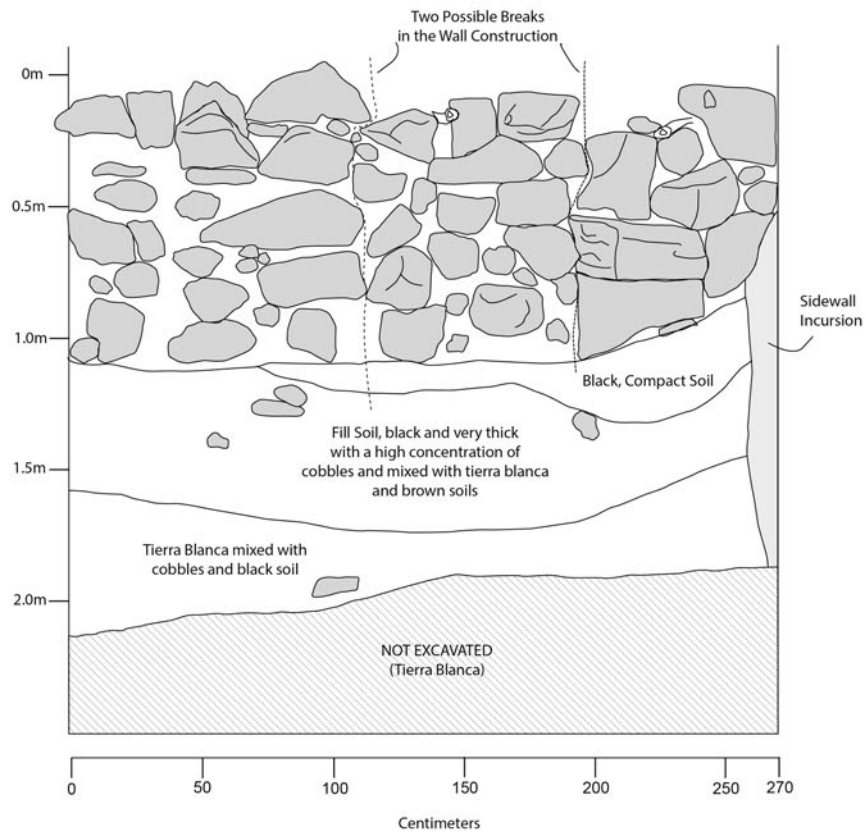 Two Possible Breaks
in the Wall Construction
0m
0.5m
1.0m
1.5m
2.0m
Sidewall
Incursion
Black, Compact Soil
Fill Soil, black and very thick
with a high concentration of
cobbles and mixed with tierra blanca
and brown soils
Tierra Blanca mixed with
cobbles and black soil
NOT EXCAVATED
(Tierra Blanca)
0 50 100 150 200 250 270
Centimeters